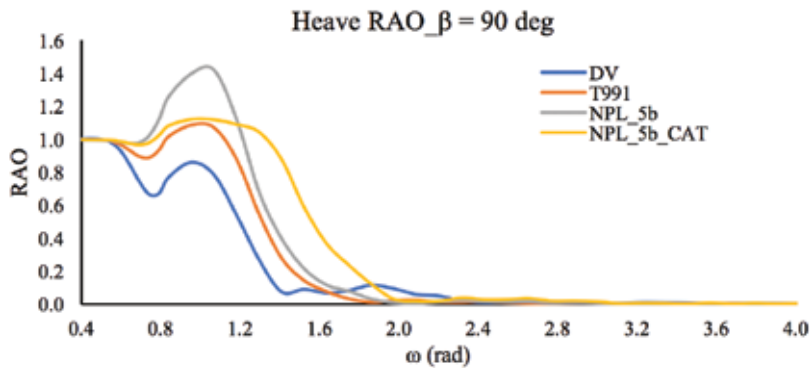 Heave RAO_β = 90 deg
1.6
1.4
1.2
1.0
0.8
0.6
0.4
0.2
0.0
RAO
DV
T991
NPL_5b
NPL_5b_CAT
0.4 0.8 1.2 1.6 2.0 2.4 2.8 3.2 3.6 4.0
ω (rad)